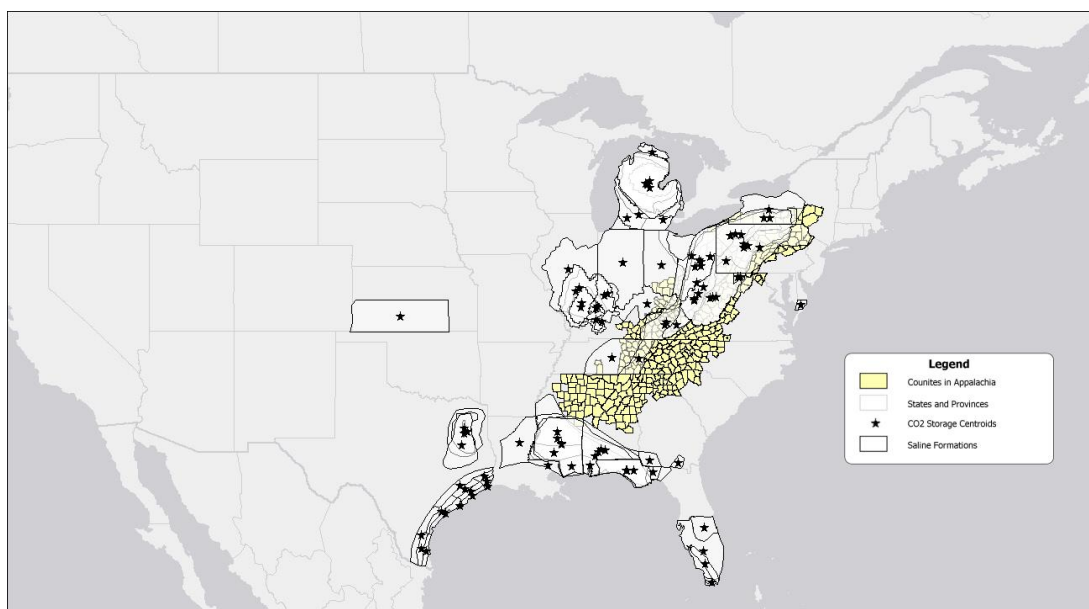 Legend
Counites in Appalachia
States and Provinces
CO2 Storage Centroids
Saline Formations